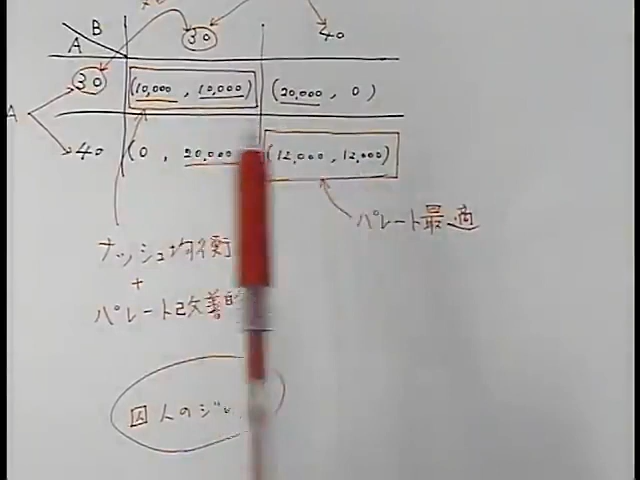 B
A 30 40
30 (10,000 , 10,000) (20,000 , 0)
A
40 (0 , 20,000 (12,000 , 12,000)
パレート最適
ナッシュ均衡
+
パレート改善的
囚人のジ